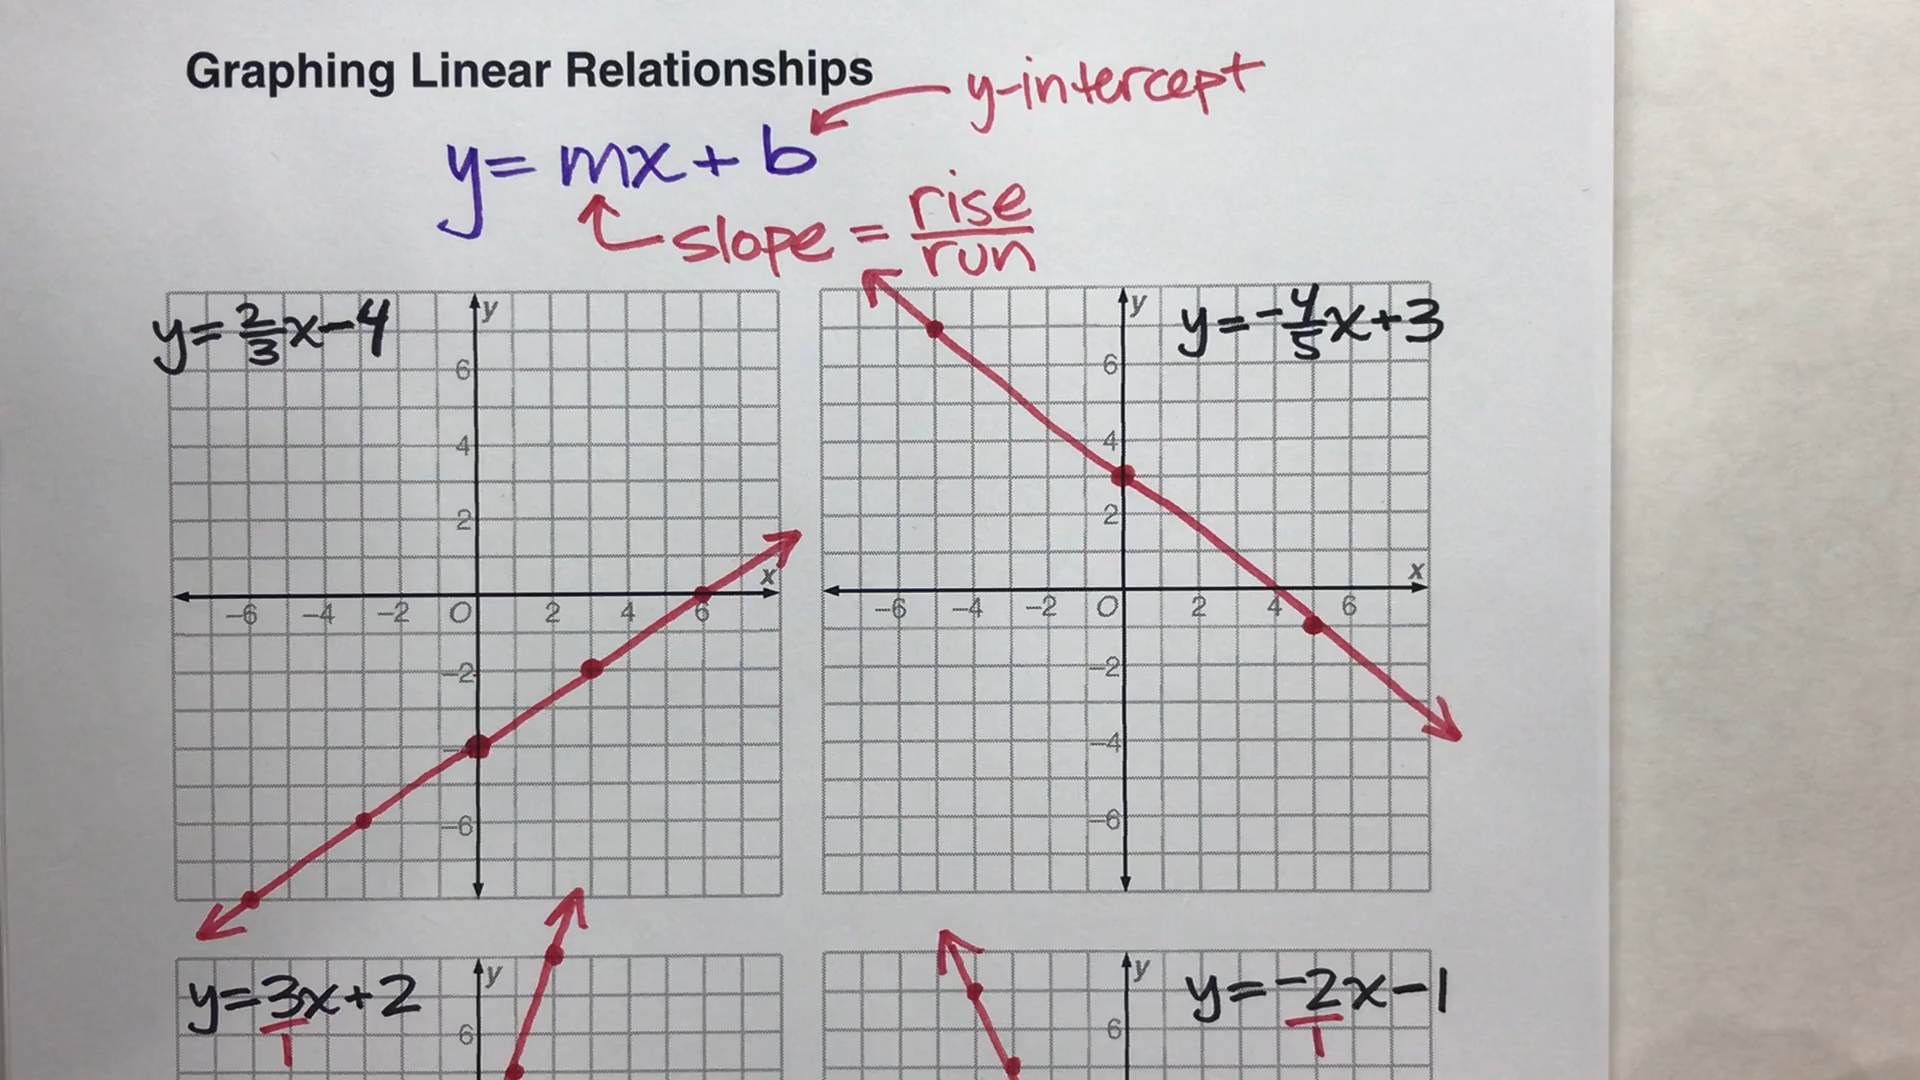 Graphing Linear Relationships
y-intercept
y = mx + b
slope = rise/run
y = 2/3 x - 4
y
6
4
2
x
-6 -4 -2 O 2 4 6
-2
-6
y = -4/5 x + 3
y
6
4
2
x
-6 -4 -2 O 2 4 6
-2
-4
-6
y = 3x + 2
1
y
6
y = -2x - 1
1
y
6